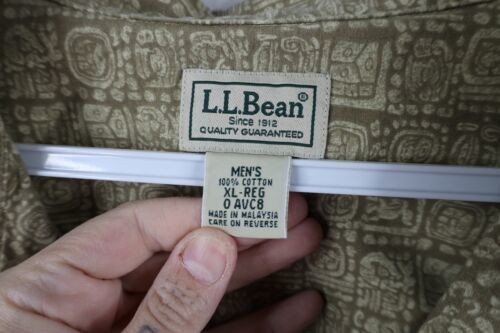 L.L.Bean®
Since 1912
QUALITY GUARANTEED
MEN'S
100% COTTON
XL-REG
0 AVC8
MADE IN MALAYSIA
CARE ON REVERSE